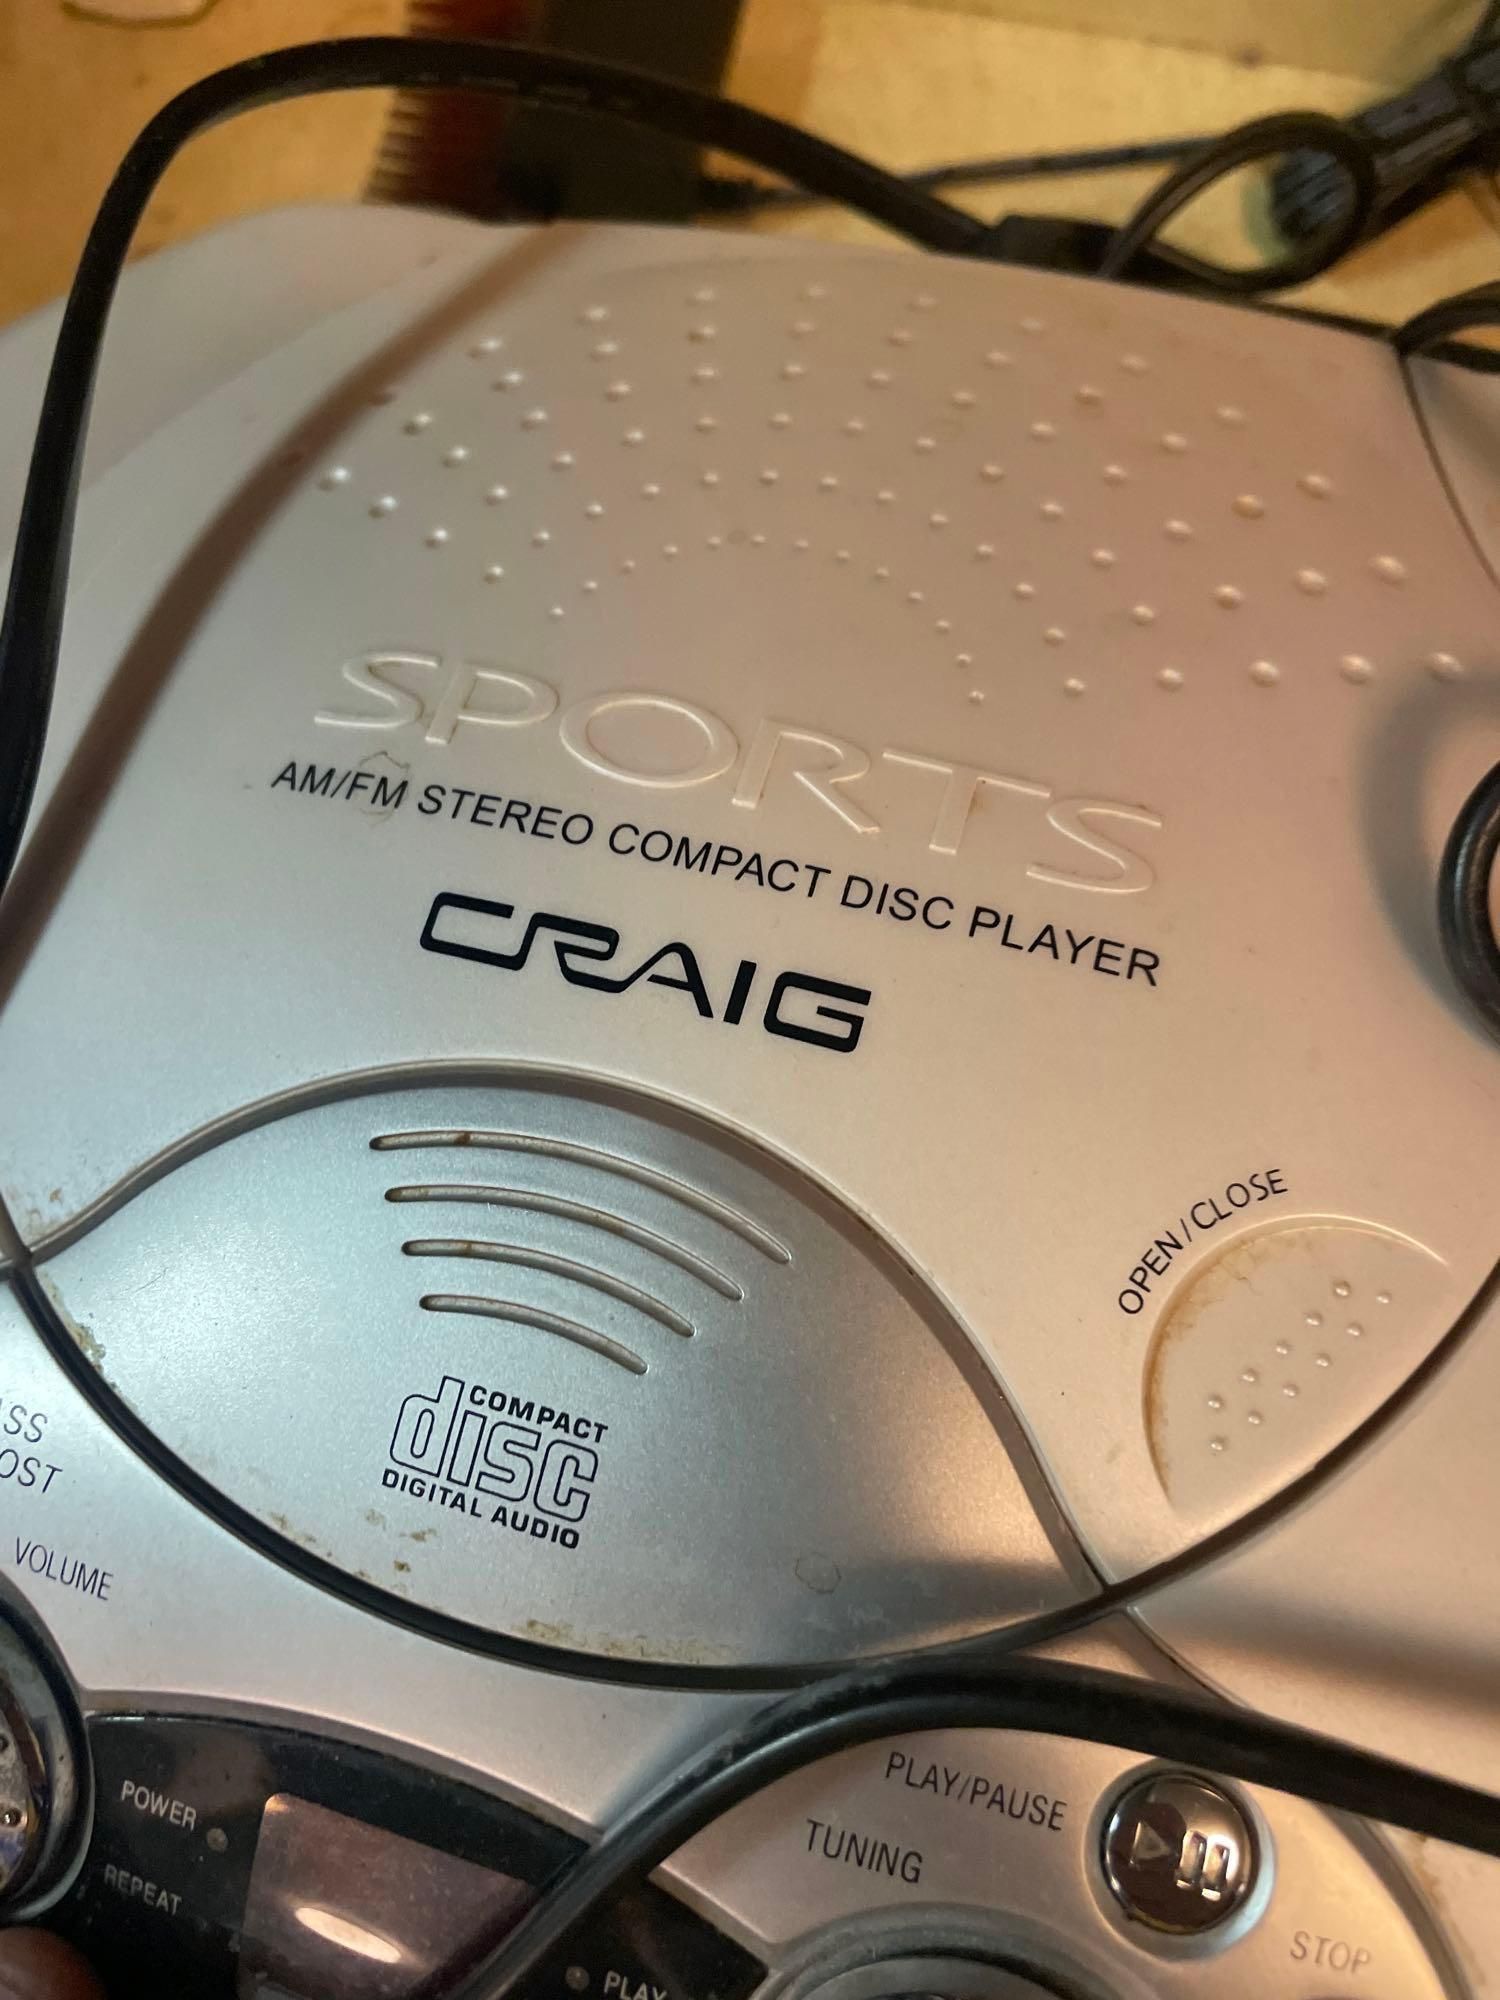 SPORTS
AM/FM STEREO COMPACT DISC PLAYER
CRAIG
OPEN/CLOSE
COMPACT
disc
DIGITAL AUDIO
VOLUME
POWER
REPEAT
PLAY/PAUSE
TUNING
STOP
PLAY